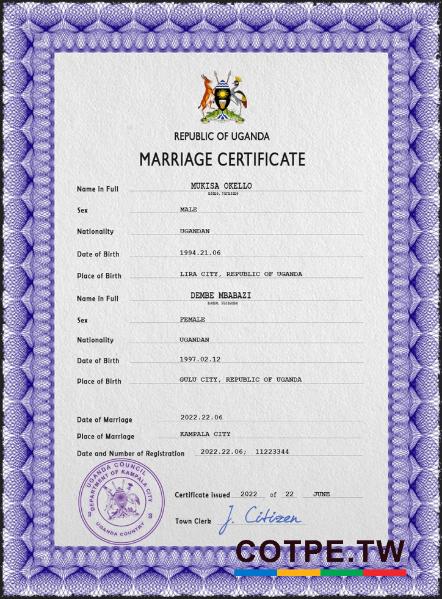 REPUBLIC OF UGANDA
MARRIAGE CERTIFICATE
Name In Full MUKISA OKELLO
Sex MALE
Nationality UGANDAN
Date of Birth 1994.21.06
Place of Birth LIRA CITY, REPUBLIC OF UGANDA
Name In Full DEMBE MBABAZI
Sex FEMALE
Nationality UGANDAN
Date of Birth 1997.02.12
Place of Birth GULU CITY, REPUBLIC OF UGANDA
Date of Marriage 2022.22.06
Place of Marriage KAMPALA CITY
Date and Number of Registration 2022.22.06; 11223344
UGANDA COUNCIL
DEPARTMENT OF KAMPALA CITY
UGANDA COUNTRY
Certificate issued 2022 of 22 JUNE
Town Clerk J. Citizen
COTPE.TW